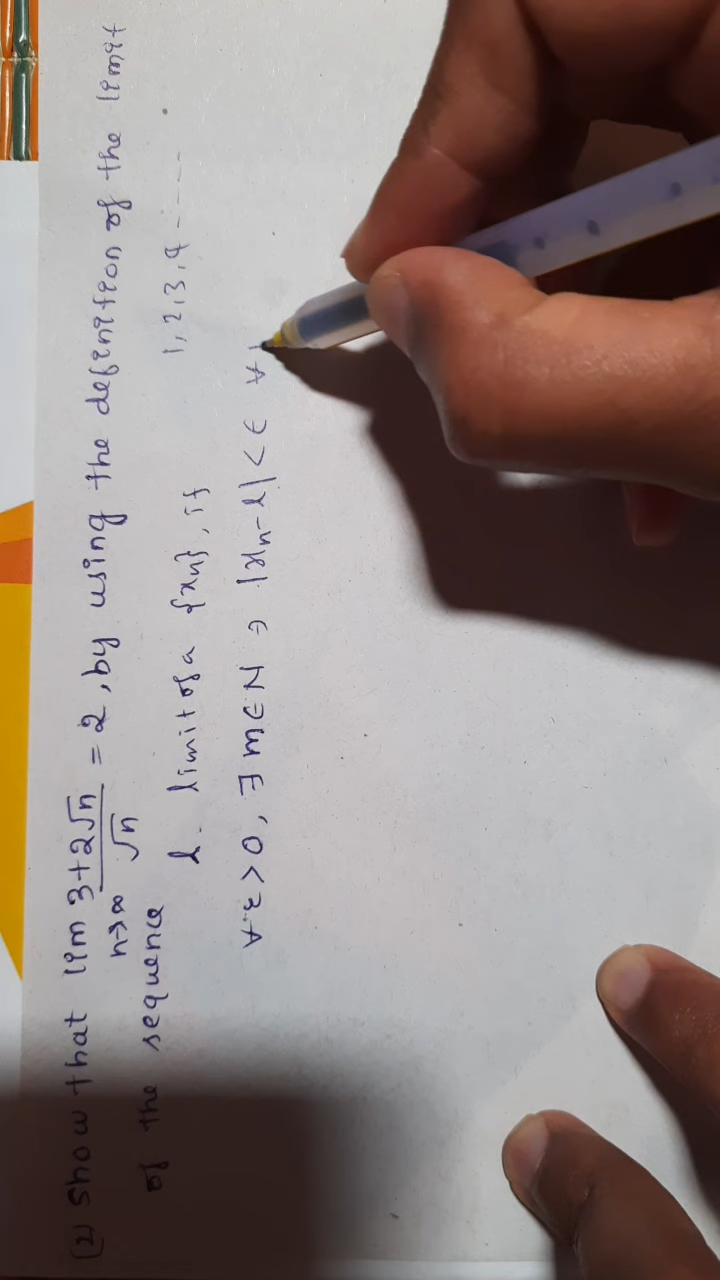 (2) show that lim 3+2√n/√n = 2, by using the definition of the limit
n→∞
of the sequence
l - limit of a {xn}, if 1, 2, 3, 4 -----
∀ ε > 0, ∃ m ∈ N ∋ |xn - l| < ϵ ∀